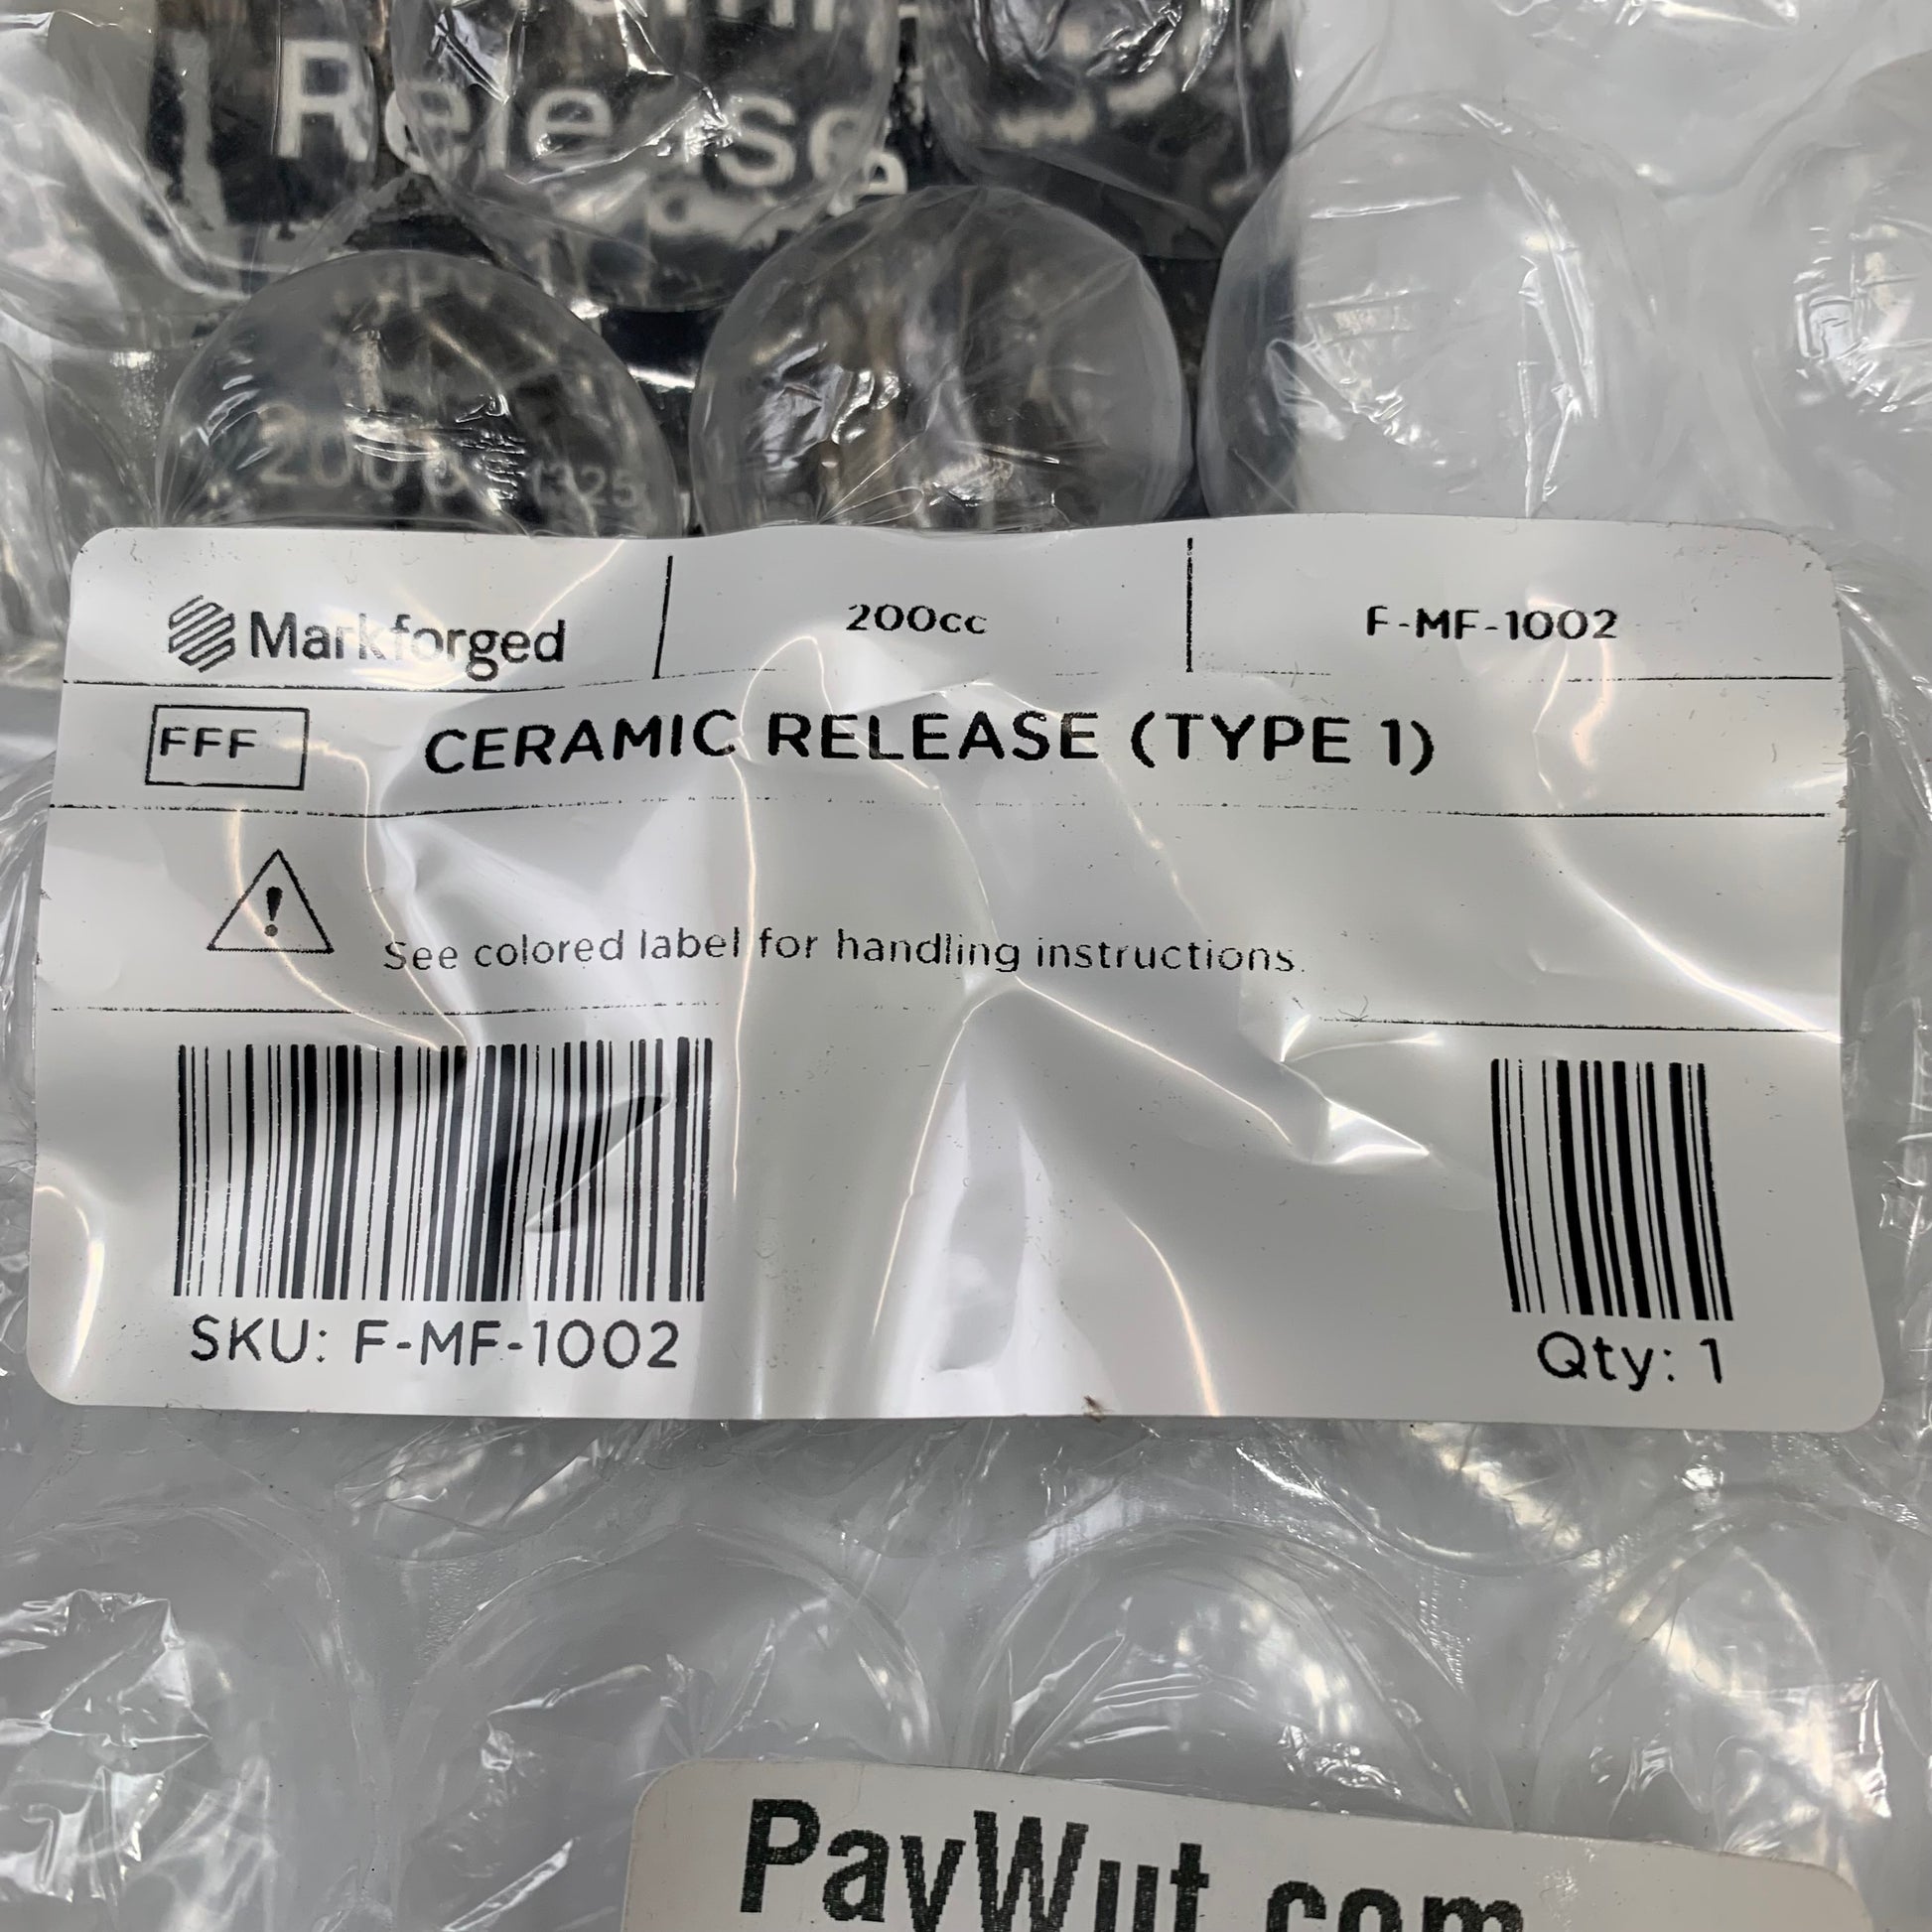 Release
Markforged
200cc
F-MF-1002
FFF
CERAMIC RELEASE (TYPE 1)
See colored label for handling instructions.
SKU: F-MF-1002
Qty: 1
PayWut.com